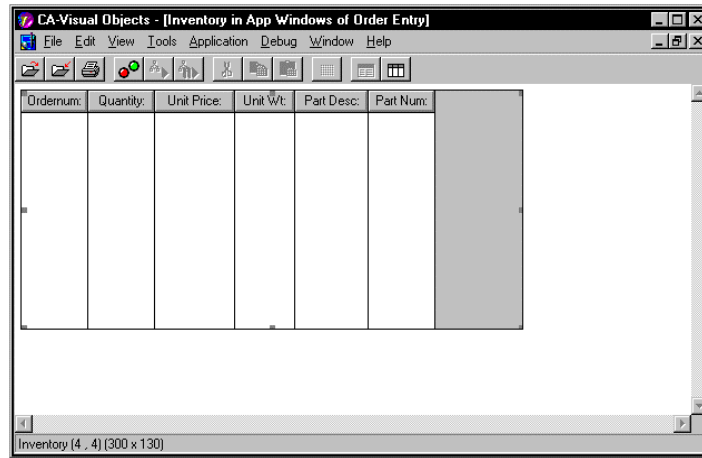 CA-Visual Objects - [Inventory in App Windows of Order Entry]
File Edit View Tools Application Debug Window Help
Ordernum: Quantity: Unit Price: Unit Wt: Part Desc: Part Num:
Inventory (4 , 4) (300 x 130)